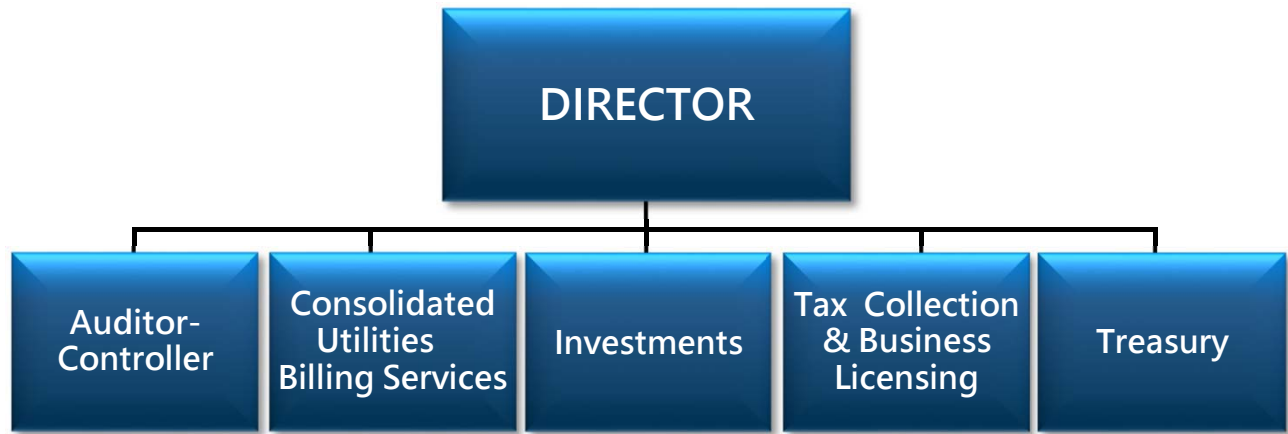 DIRECTOR
Auditor-
Controller
Consolidated
Utilities
Billing Services
Investments
Tax Collection
& Business
Licensing
Treasury